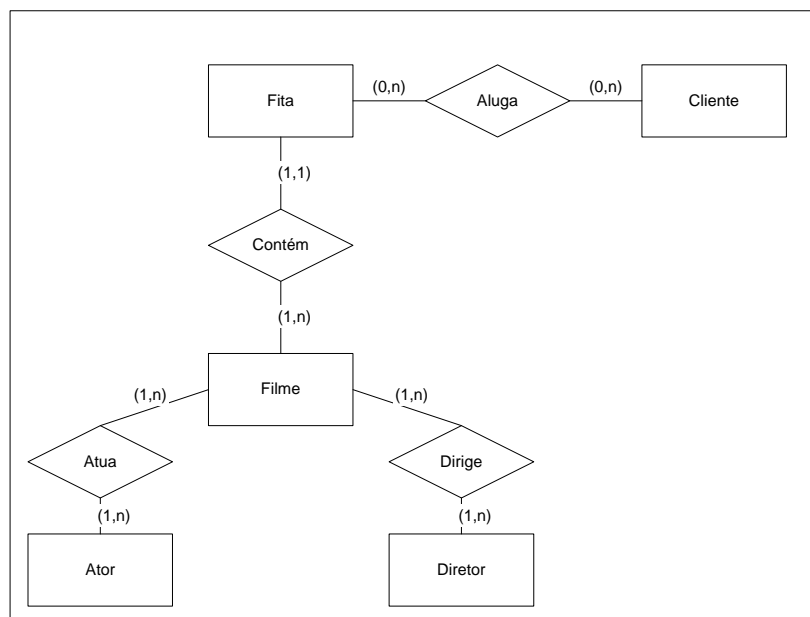 (0,n)
(0,n)
Fita
Aluga
Cliente
(1,1)
Contém
(1,n)
(1,n)
Filme
(1,n)
Atua
Dirige
(1,n)
(1,n)
Ator
Diretor